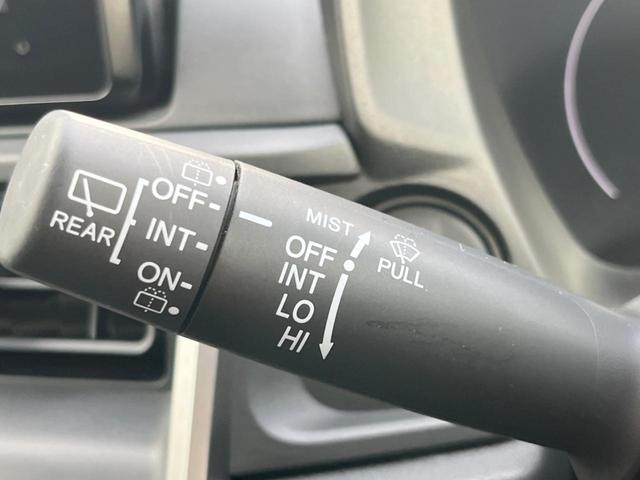 REAR
OFF
INT
ON
MIST
OFF
INT
LO
HI
PULL